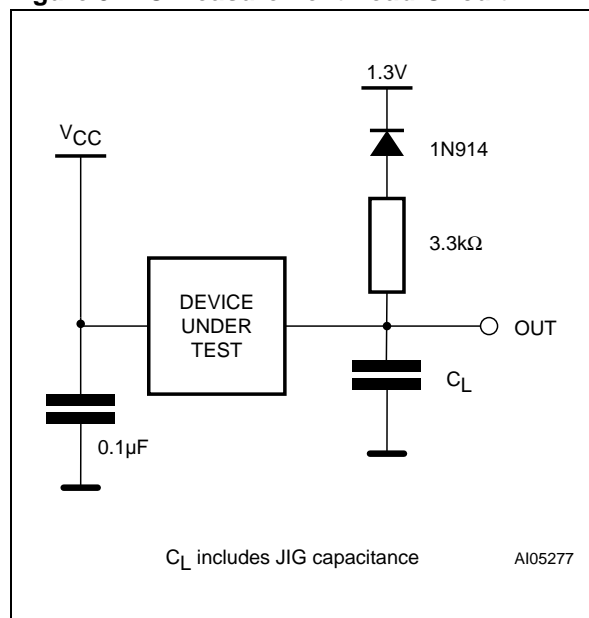 1.3V
VCC
1N914
3.3kΩ
DEVICE
UNDER
TEST
OUT
CL
0.1µF
CL includes JIG capacitance
AI05277